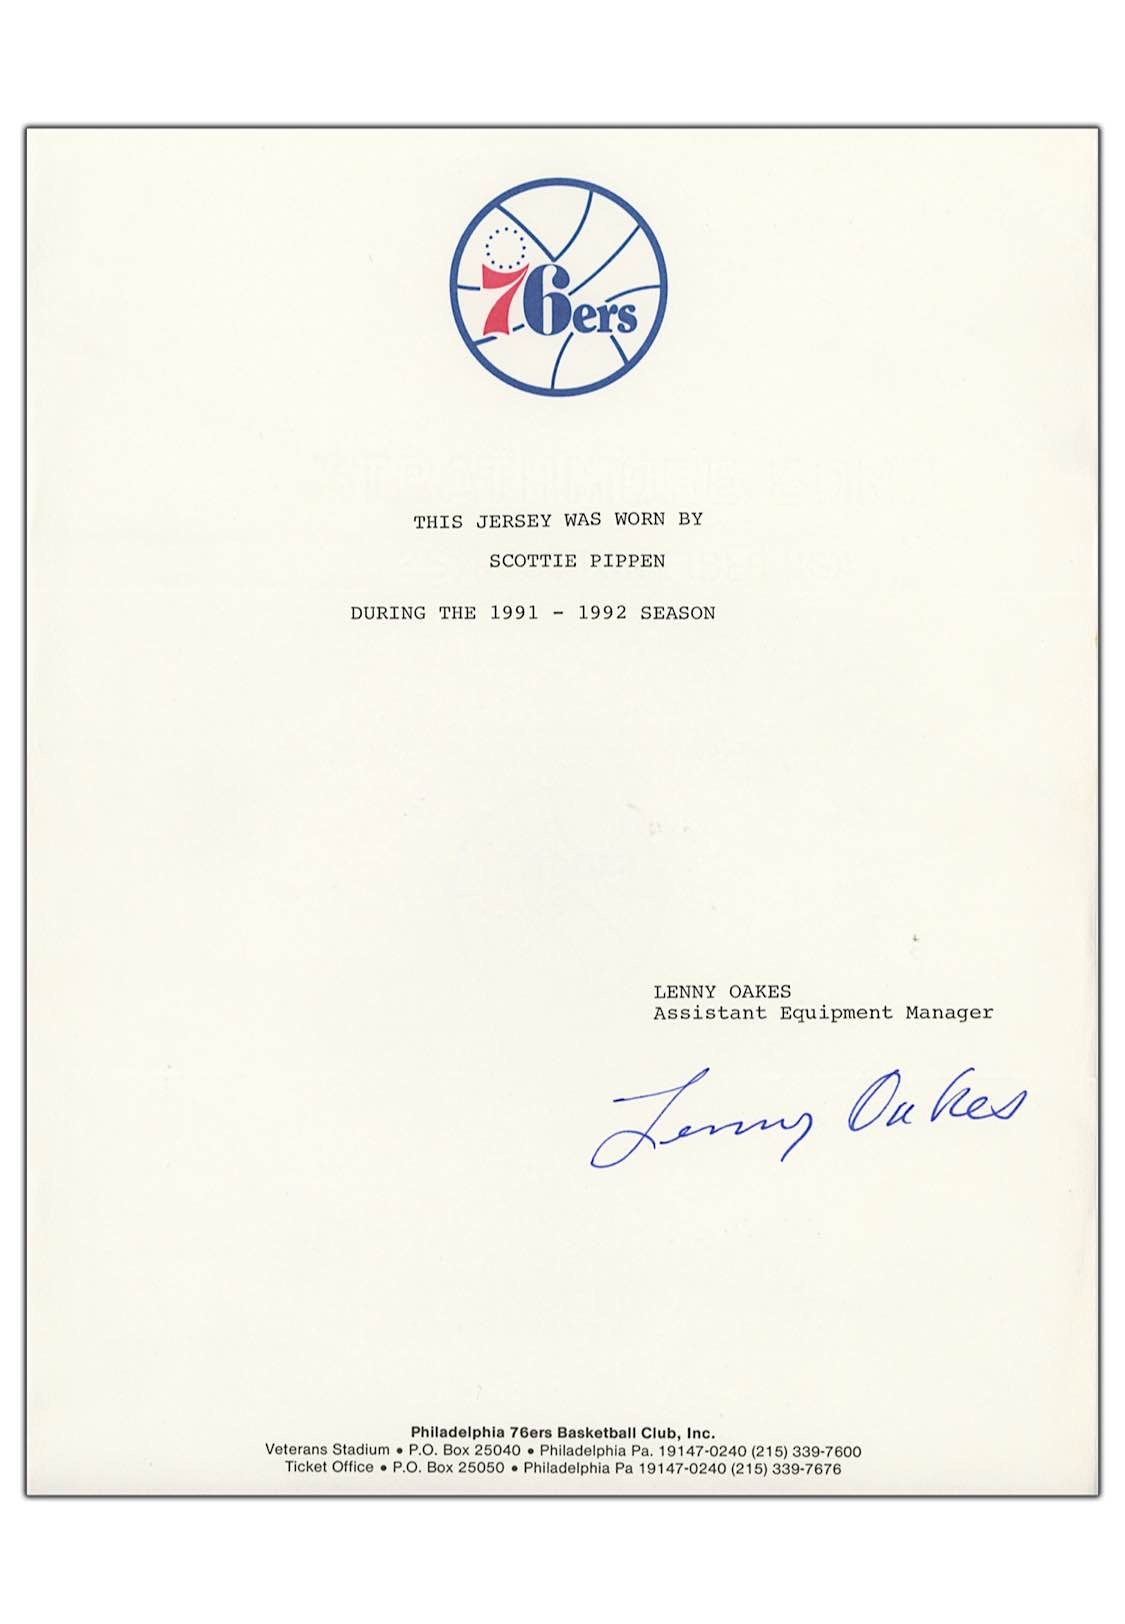 76ers
THIS JERSEY WAS WORN BY
SCOTTIE PIPPEN
DURING THE 1991 - 1992 SEASON
LENNY OAKES
Assistant Equipment Manager
Lenny Oakes
Philadelphia 76ers Basketball Club, Inc.
Veterans Stadium • P.O. Box 25040 • Philadelphia Pa. 19147-0240 (215) 339-7600
Ticket Office • P.O. Box 25050 • Philadelphia Pa 19147-0240 (215) 339-7676